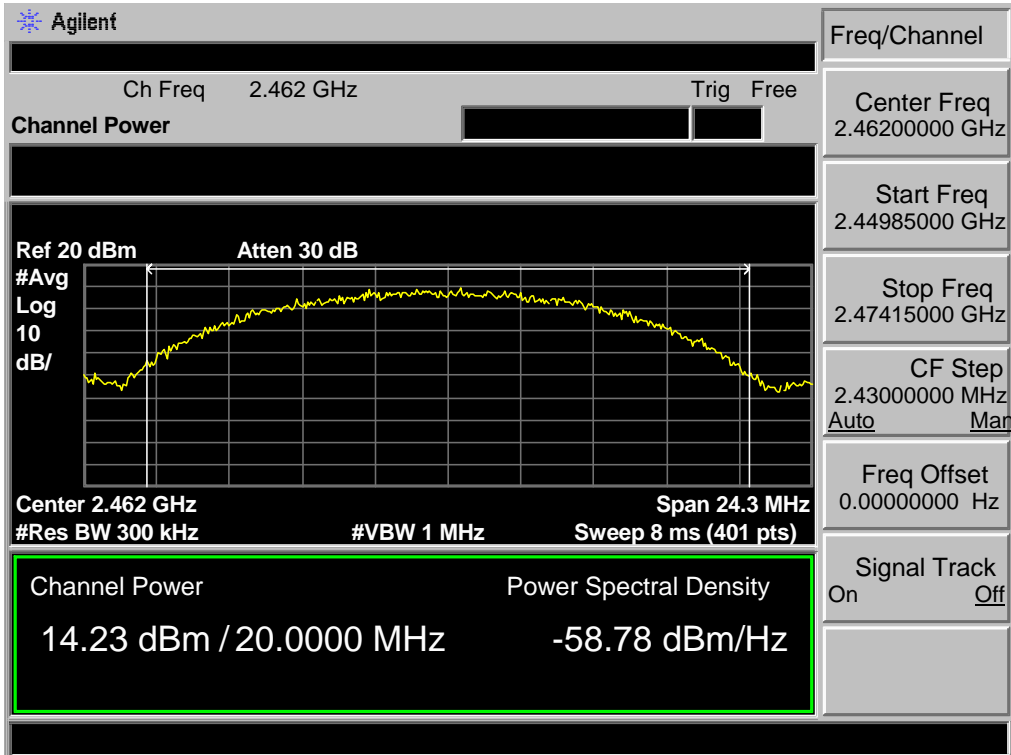 Agilent
Freq/Channel
Ch Freq 2.462 GHz Trig Free
Channel Power
Center Freq
2.46200000 GHz
Start Freq
2.44985000 GHz
Stop Freq
2.47415000 GHz
CF Step
2.43000000 MHz
Auto Man
Freq Offset
0.00000000 Hz
Signal Track
On Off
Ref 20 dBm Atten 30 dB
#Avg
Log
10
dB/
Center 2.462 GHz Span 24.3 MHz
#Res BW 300 kHz #VBW 1 MHz Sweep 8 ms (401 pts)
Channel Power Power Spectral Density
14.23 dBm / 20.0000 MHz -58.78 dBm/Hz